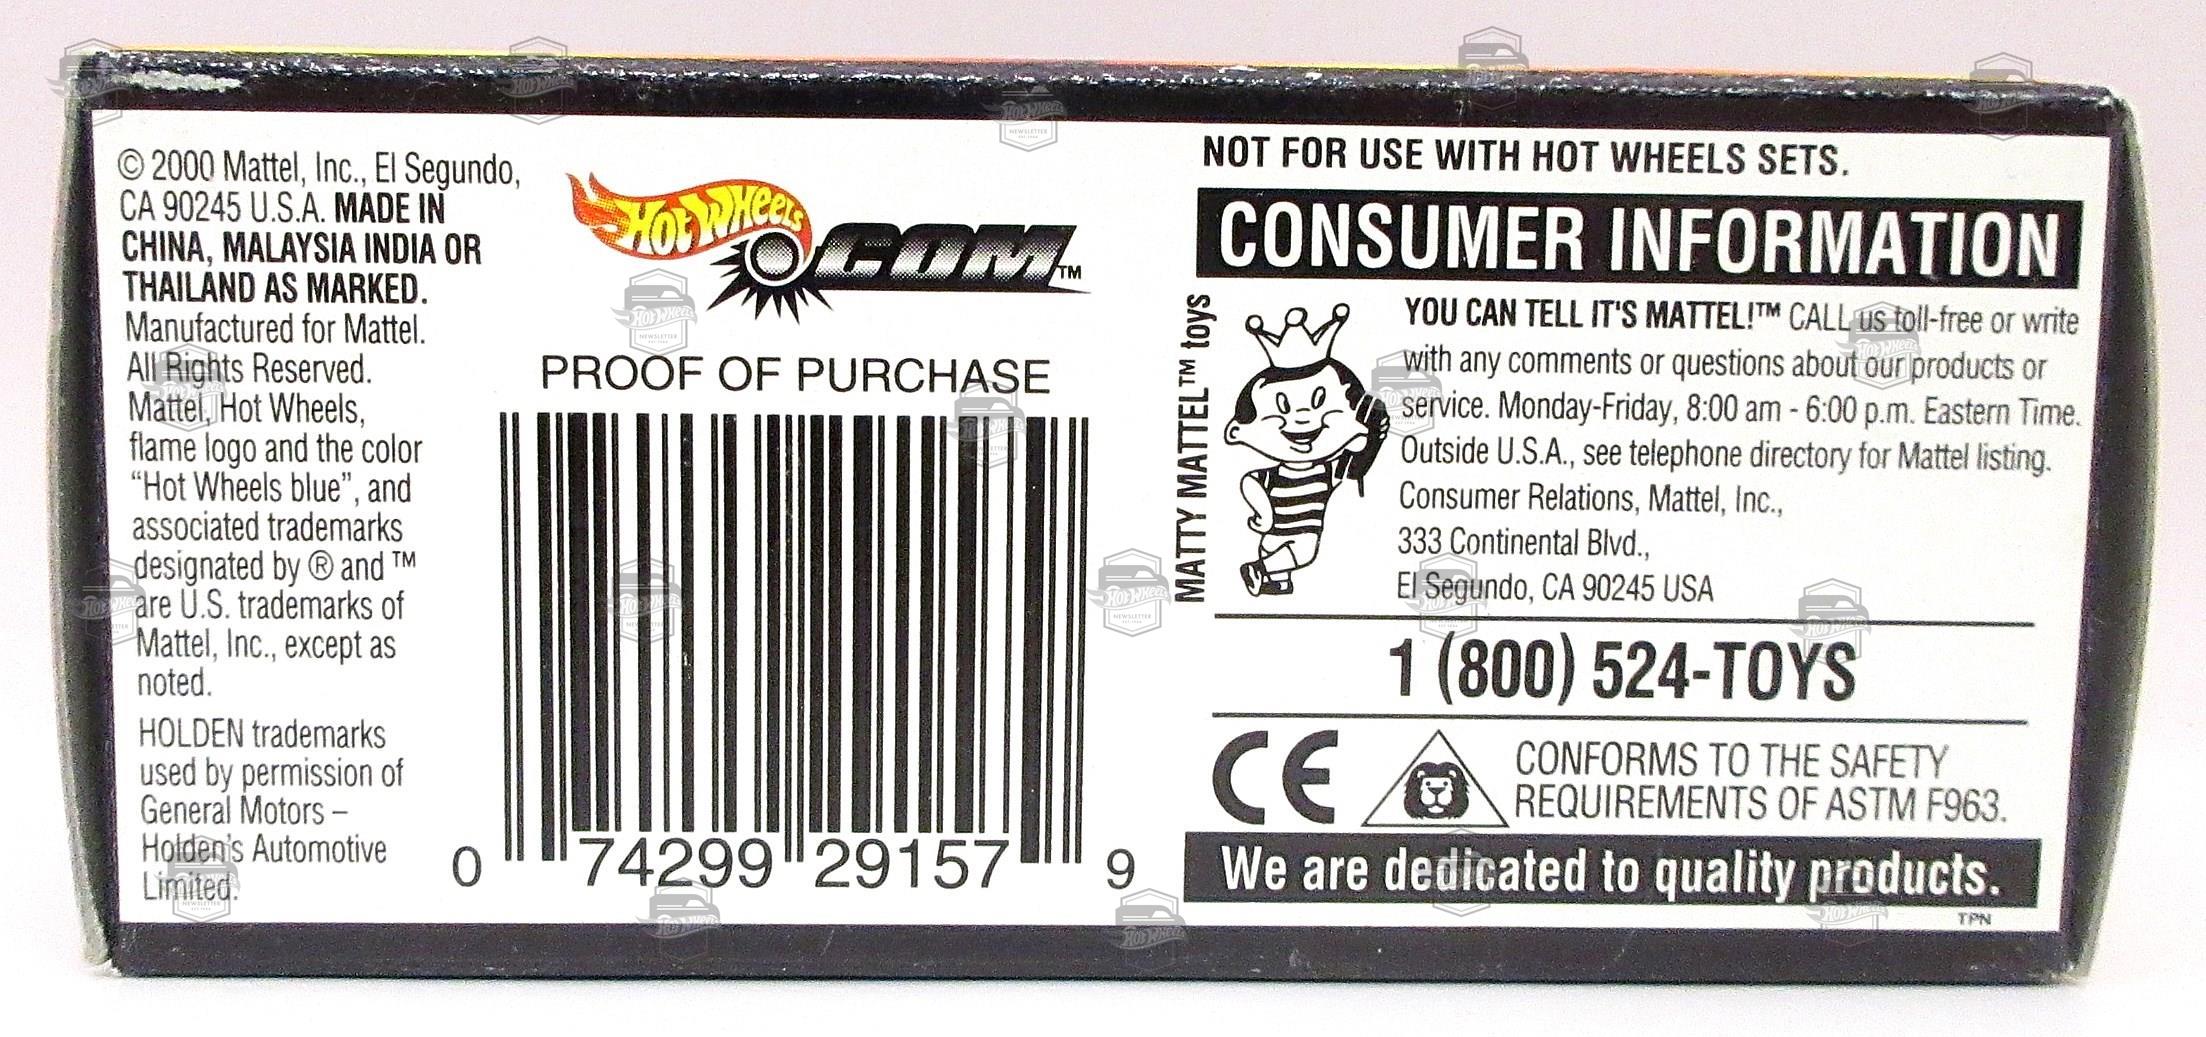 © 2000 Mattel, Inc., El Segundo,
CA 90245 U.S.A. MADE IN
CHINA, MALAYSIA INDIA OR
THAILAND AS MARKED.
Manufactured for Mattel.
All Rights Reserved.
Mattel, Hot Wheels,
flame logo and the color
“Hot Wheels blue”, and
associated trademarks
designated by ® and ™
are U.S. trademarks of
Mattel, Inc., except as
noted.
HOLDEN trademarks
used by permission of
General Motors –
Holden's Automotive
Limited.
Hot Wheels .COM™
PROOF OF PURCHASE
0 74299 29157 9
NOT FOR USE WITH HOT WHEELS SETS.
CONSUMER INFORMATION
MATTY MATTEL™ toys
YOU CAN TELL IT'S MATTEL!™ CALL us toll-free or write
with any comments or questions about our products or
service. Monday-Friday, 8:00 am - 6:00 p.m. Eastern Time.
Outside U.S.A., see telephone directory for Mattel listing.
Consumer Relations, Mattel, Inc.,
333 Continental Blvd.,
El Segundo, CA 90245 USA
1 (800) 524-TOYS
CE
CONFORMS TO THE SAFETY
REQUIREMENTS OF ASTM F963.
We are dedicated to quality products.
TPN
Hot Wheels
NEWSLETTER